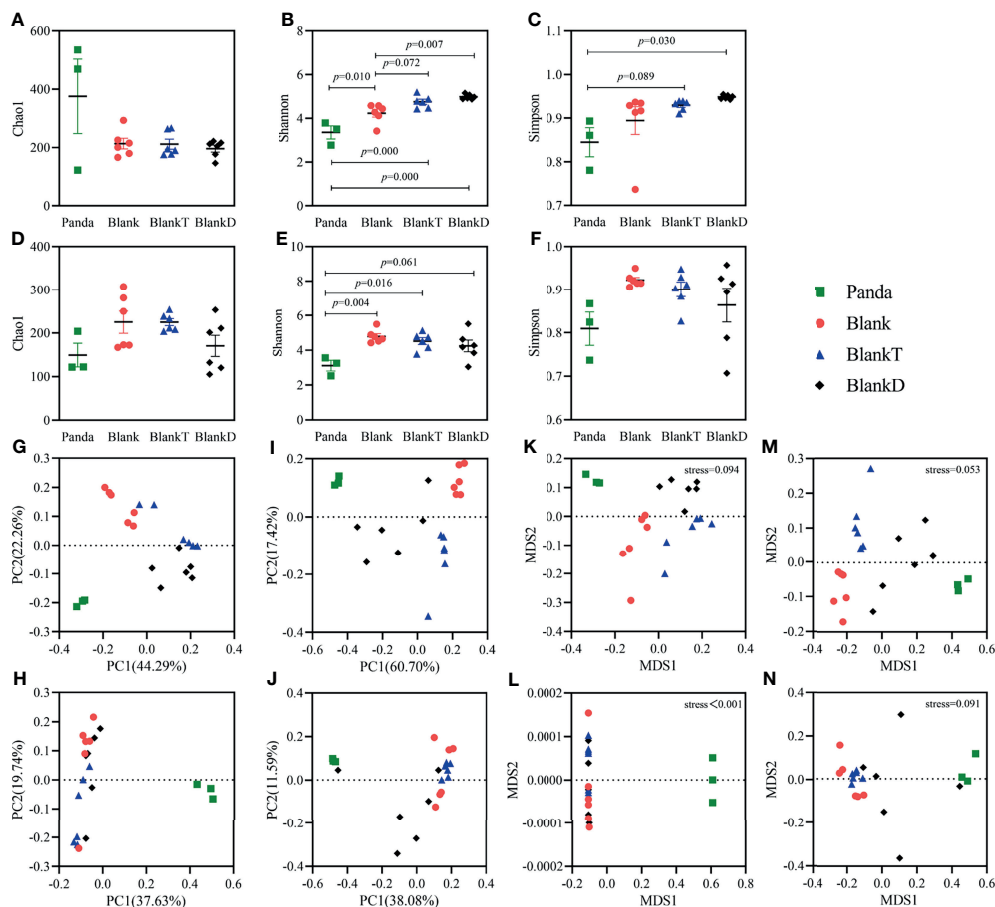 A
Chao1
600
400
200
0
Panda Blank BlankT BlankD
B
Shannon
8
6
4
2
0
p=0.007
p=0.072
p=0.010
p=0.000
p=0.000
Panda Blank BlankT BlankD
C
Simpson
1.1
1.0
0.9
0.8
0.7
p=0.030
p=0.089
Panda Blank BlankT BlankD
D
Chao1
400
300
200
100
0
Panda Blank BlankT BlankD
E
Shannon
10
8
6
4
2
0
p=0.061
p=0.016
p=0.004
Panda Blank BlankT BlankD
F
Simpson
1.0
0.9
0.8
0.7
0.6
Panda Blank BlankT BlankD
Panda
Blank
BlankT
BlankD
G
PC2(22.26%)
0.3
0.2
0.1
0.0
-0.1
-0.2
-0.3
-0.4 -0.2 0.0 0.2 0.4
PC1(44.29%)
I
PC2(17.42%)
0.2
0.0
-0.2
-0.4
-0.6 -0.4 -0.2 0.0 0.2 0.4
PC1(60.70%)
K
stress=0.094
MDS2
0.2
0.1
0.0
-0.1
-0.2
-0.3
-0.4
-0.4 -0.2 0.0 0.2 0.4
MDS1
M
stress=0.053
MDS2
0.3
0.2
0.1
0.0
-0.1
-0.2
-0.4 -0.2 0.0 0.2 0.4 0.6
MDS1
H
PC2(19.74%)
0.3
0.2
0.1
0.0
-0.1
-0.2
-0.3
-0.2 0.0 0.2 0.4 0.6
PC1(37.63%)
J
PC2(11.59%)
0.4
0.2
0.0
-0.2
-0.4
-0.6 -0.4 -0.2 0.0 0.2 0.4
PC1(38.08%)
L
stress<0.001
MDS2
0.0002
0.0001
0.0000
-0.0001
-0.0002
-0.2 0.0 0.2 0.4 0.6 0.8
MDS1
N
stress=0.091
MDS2
0.4
0.2
0.0
-0.2
-0.4
-0.4 -0.2 0.0 0.2 0.4 0.6
MDS1